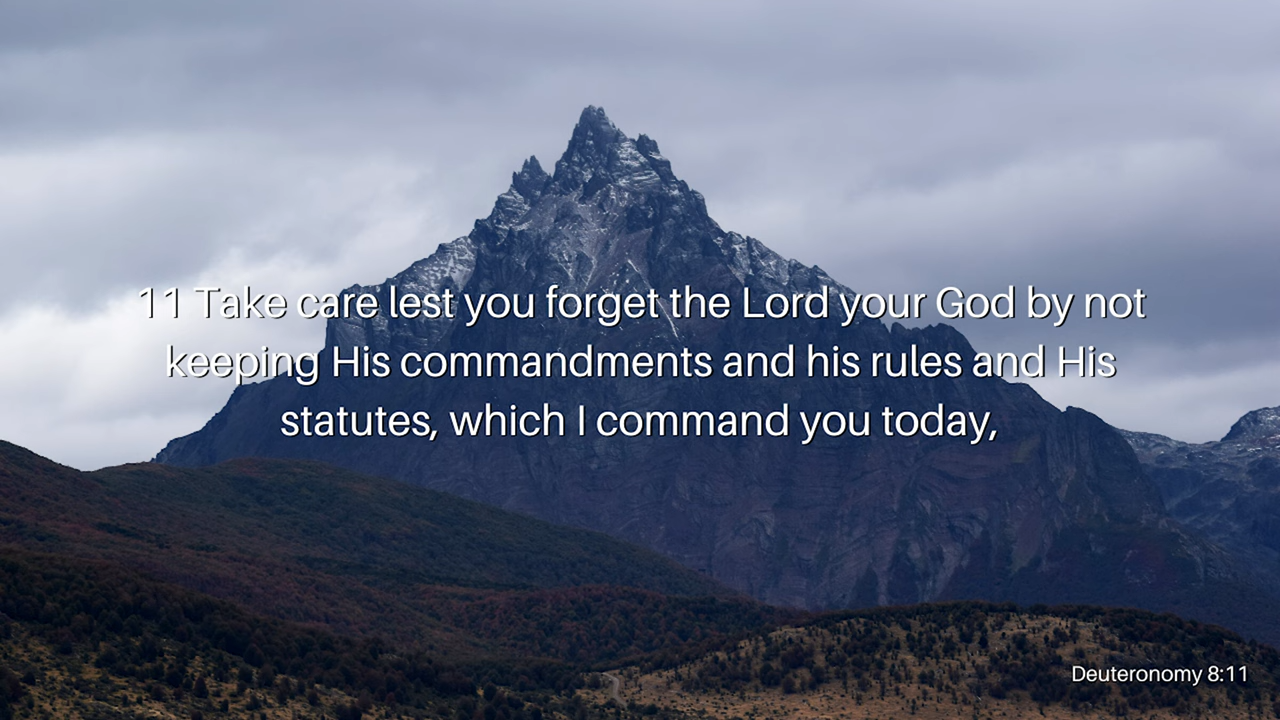 11 Take care lest you forget the Lord your God by not
keeping His commandments and his rules and His
statutes, which I command you today,
Deuteronomy 8:11